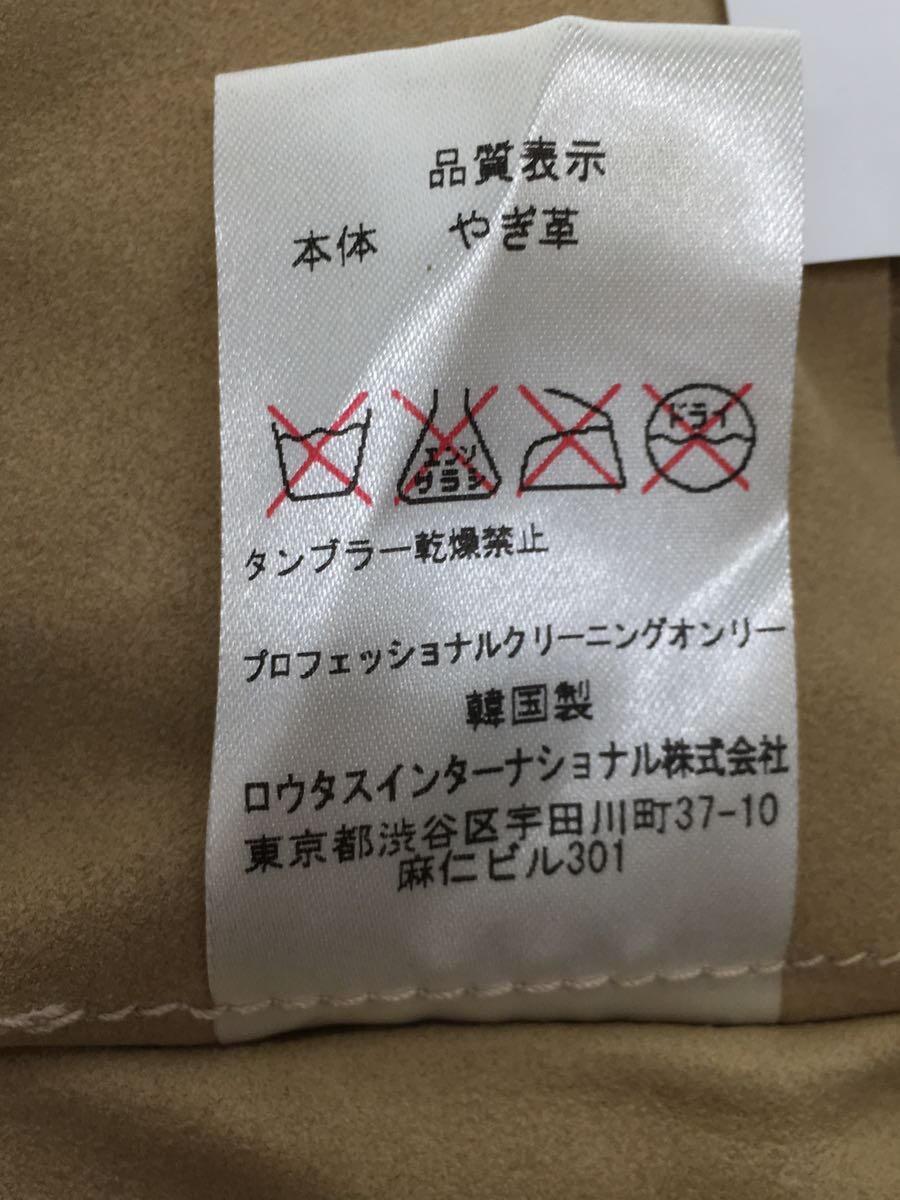 品質表示
本体 やぎ革
エンソ
サラシ
ドライ
タンブラー乾燥禁止
プロフェッショナルクリーニングオンリー
韓国製
ロウタスインターナショナル株式会社
東京都渋谷区宇田川町37-10
麻仁ビル301